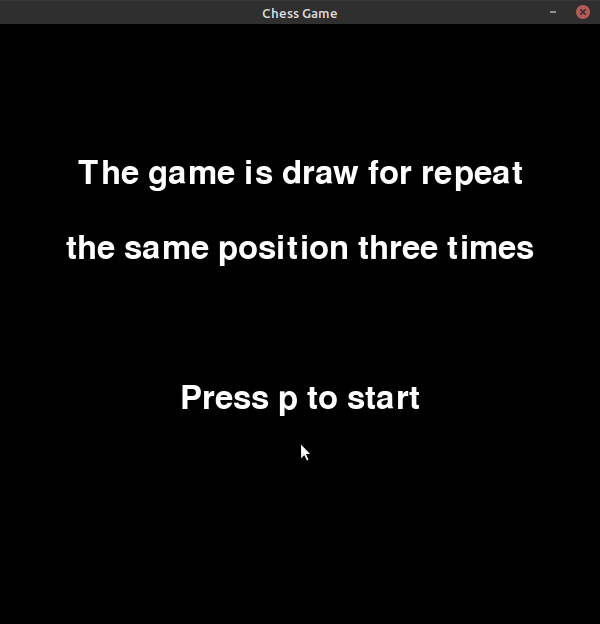 Chess Game
The game is draw for repeat
the same position three times
Press p to start